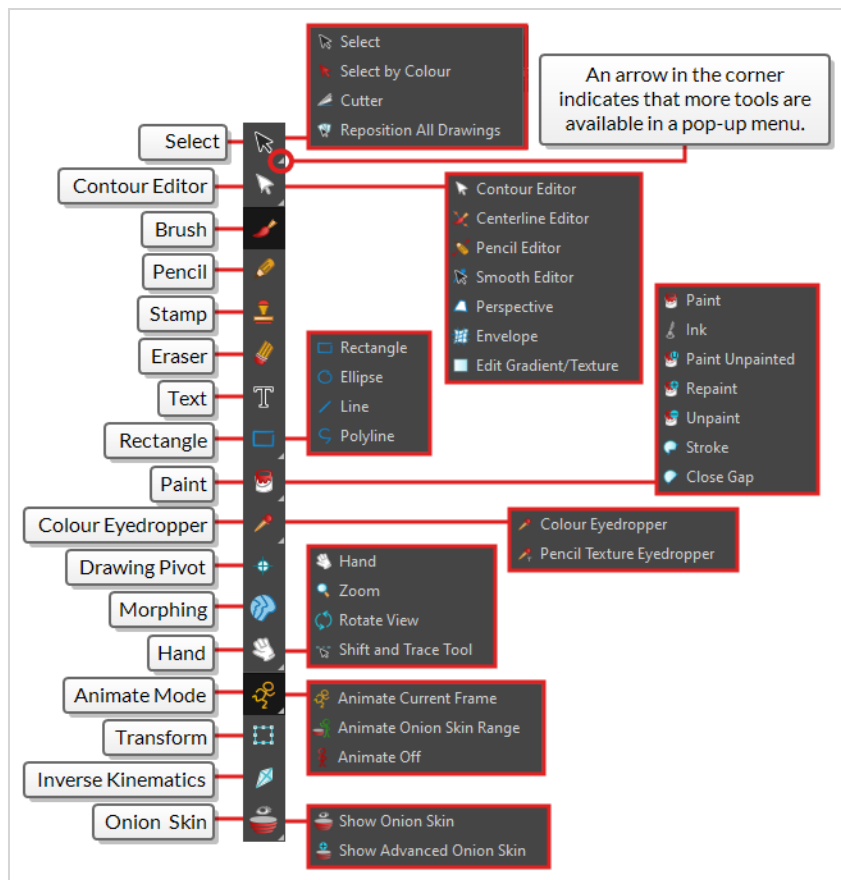 Select
Select by Colour
Cutter
Reposition All Drawings
An arrow in the corner
indicates that more tools are
available in a pop-up menu.
Select
Contour Editor
Brush
Pencil
Stamp
Eraser
Text
Rectangle
Paint
Colour Eyedropper
Drawing Pivot
Morphing
Hand
Animate Mode
Transform
Inverse Kinematics
Onion Skin
Contour Editor
Centerline Editor
Pencil Editor
Smooth Editor
Perspective
Envelope
Edit Gradient/Texture
Rectangle
Ellipse
Line
Polyline
Paint
Ink
Paint Unpainted
Repaint
Unpaint
Stroke
Close Gap
Colour Eyedropper
Pencil Texture Eyedropper
Hand
Zoom
Rotate View
Shift and Trace Tool
Animate Current Frame
Animate Onion Skin Range
Animate Off
Show Onion Skin
Show Advanced Onion Skin